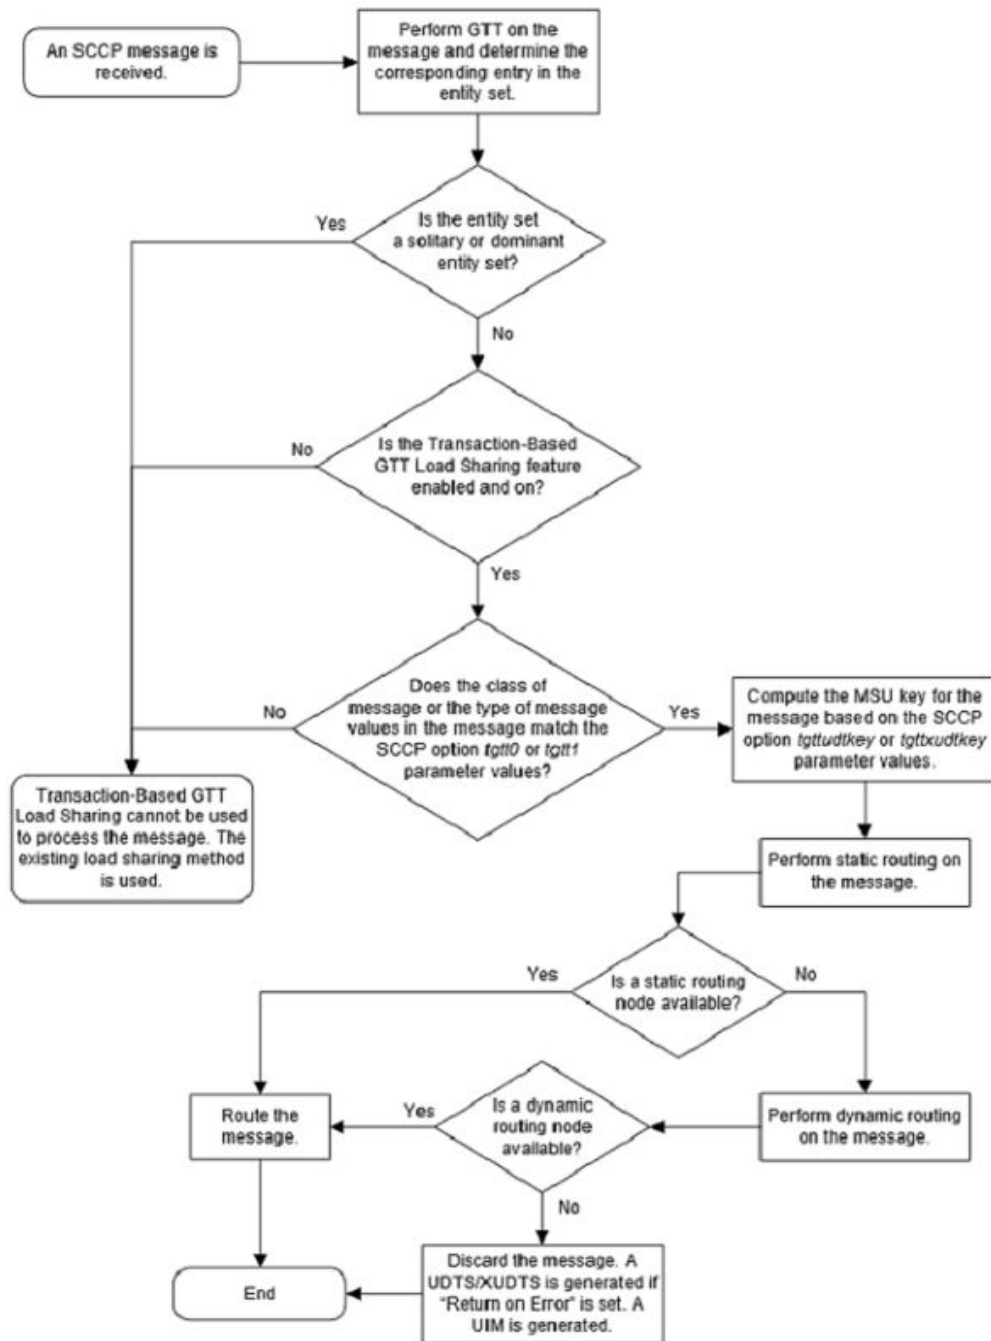 An SCCP message is
received.
Perform GTT on the
message and determine the
corresponding entry in the
entity set.
Yes
Is the entity set
a solitary or dominant
entity set?
No
No
Is the Transaction-Based
GTT Load Sharing feature
enabled and on?
Yes
No
Does the class of
message or the type of message
values in the message match the
SCCP option tgtt0 or tgtt1
parameter values?
Yes
Compute the MSU key for the
message based on the SCCP
option tgttudtkey or tgttxudtkey
parameter values.
Transaction-Based GTT
Load Sharing cannot be used
to process the message. The
existing load sharing method
is used.
Perform static routing on
the message.
Yes
Is a static routing
node available?
No
Route the
message.
Yes
Is a dynamic
routing node
available?
Perform dynamic routing
on the message.
No
End
Discard the message. A
UDTS/XUDTS is generated if
"Return on Error" is set. A
UIM is generated.